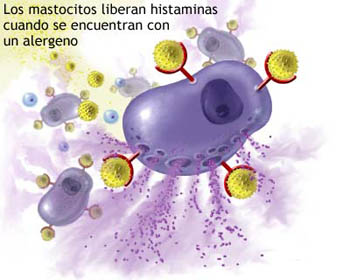 Los mastocitos liberan histaminas
cuando se encuentran con
un alergeno